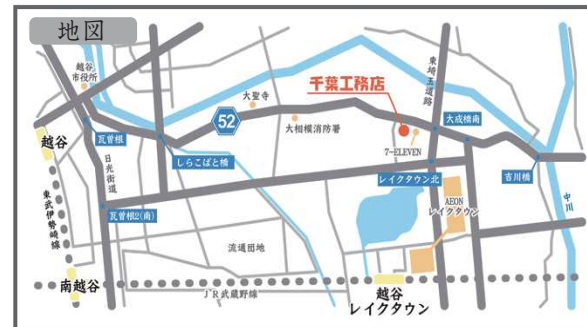 地図
越谷
市役所
大聖寺
52
千葉工務店
東埼玉道路
大成橋南
瓦曽根
大相模消防署
7-ELEVEN
越谷
しらこばと橋
レイクタウン北
吉川橋
日光街道
東武伊勢崎線
瓦曽根2(南)
AEON
レイクタウン
中川
流通団地
南越谷
JR武蔵野線
越谷
レイクタウン